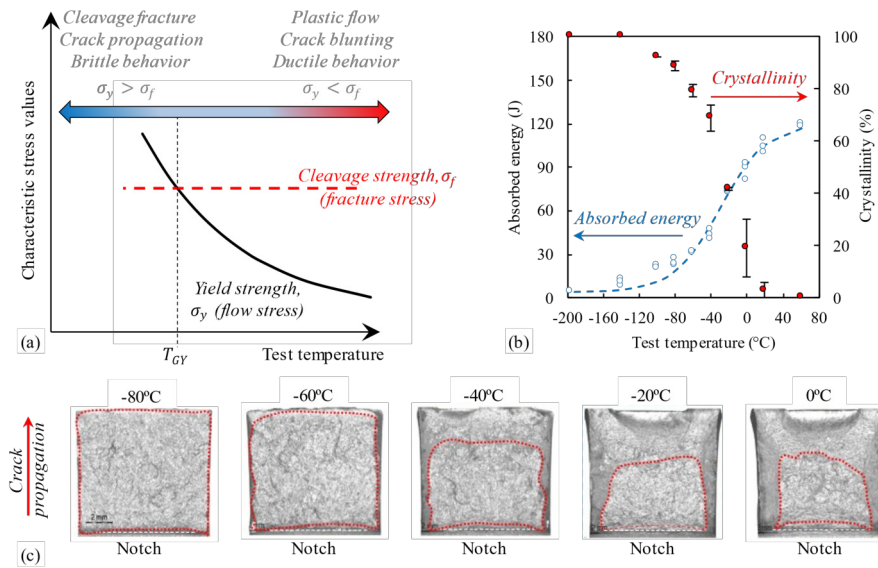 (a)
Cleavage fracture
Crack propagation
Brittle behavior
σy > σf
Plastic flow
Crack blunting
Ductile behavior
σy < σf
Characteristic stress values
Cleavage strength, σf
(fracture stress)
Yield strength,
σy (flow stress)
TGY
Test temperature
(b)
Absorbed energy (J)
180
150
120
90
60
30
0
Crystallinity
Absorbed energy
100
80
60
40
20
0
Crystallinity (%)
-200 -140 -80 -40 0 40 80
Test temperature (°C)
(c)
Crack
propagation
-80ºC
-60ºC
-40ºC
-20ºC
0ºC
2 mm
Notch
Notch
Notch
Notch
Notch